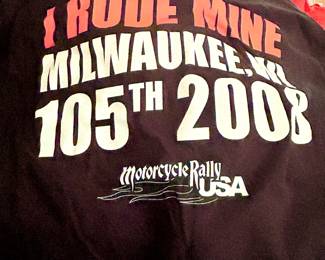 I RODE MINE
MILWAUKEE, WI.
105TH 2008
Motorcycle Rally
USA